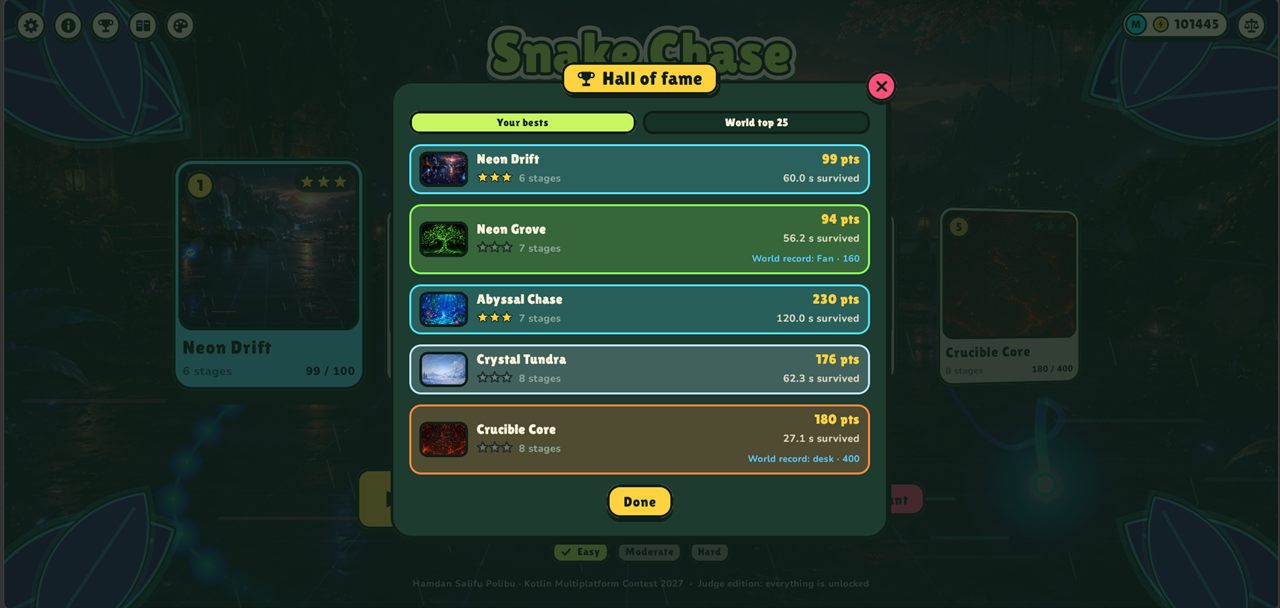 M
101445
Snake Chase
Hall of fame
Your bests
World top 25
Neon Drift
99 pts
6 stages
60.0 s survived
Neon Grove
94 pts
7 stages
56.2 s survived
World record: Fan · 160
Abyssal Chase
230 pts
7 stages
120.0 s survived
Crystal Tundra
176 pts
8 stages
62.3 s survived
Crucible Core
180 pts
8 stages
27.1 s survived
World record: desk · 400
Done
1
Neon Drift
6 stages
99 / 100
5
Crucible Core
8 stages
180 / 400
Easy
Moderate
Hard
Hamdan Salifu Polibu · Kotlin Multiplatform Contest 2027 · Judge edition: everything is unlocked